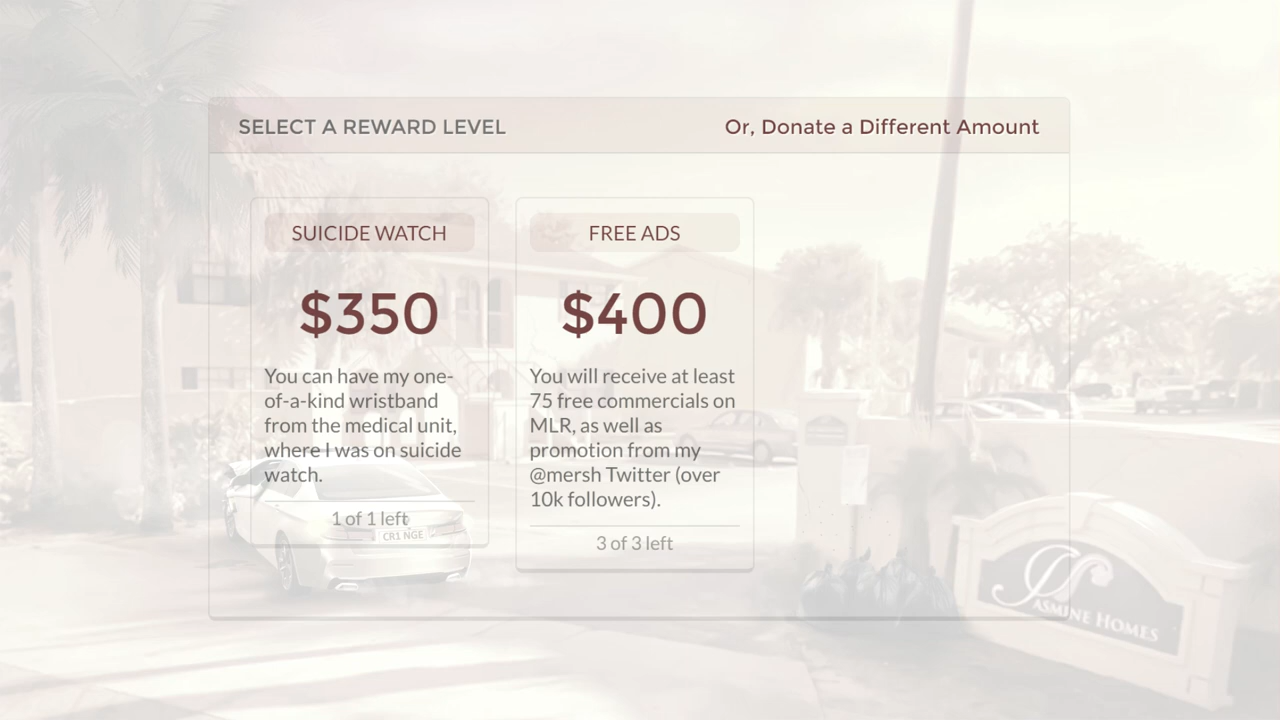 SELECT A REWARD LEVEL
Or, Donate a Different Amount
SUICIDE WATCH
$350
You can have my one-
of-a-kind wristband
from the medical unit,
where I was on suicide
watch.
1 of 1 left
FREE ADS
$400
You will receive at least
75 free commercials on
MLR, as well as
promotion from my
@mersh Twitter (over
10k followers).
3 of 3 left
CR1 NGE
JASMINE HOMES